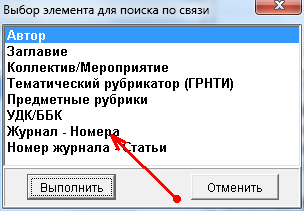 Выбор элемента для поиска по связи
Автор
Заглавие
Коллектив/Мероприятие
Тематический рубрикатор (ГРНТИ)
Предметные рубрики
УДК/ББК
Журнал - Номера
Номер журнала - Статьи
Выполнить
Отменить